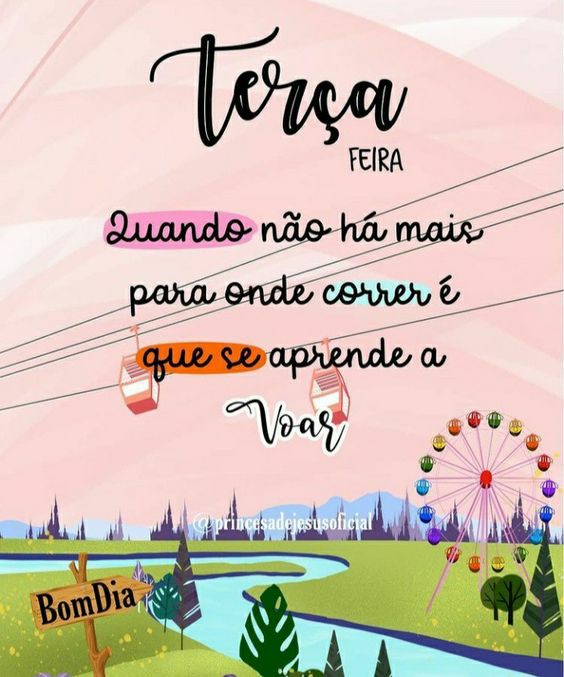 Terça
FEIRA
Quando não há mais
para onde correr é
que se aprende a
Voar
@princesadejesusoficial
BomDia